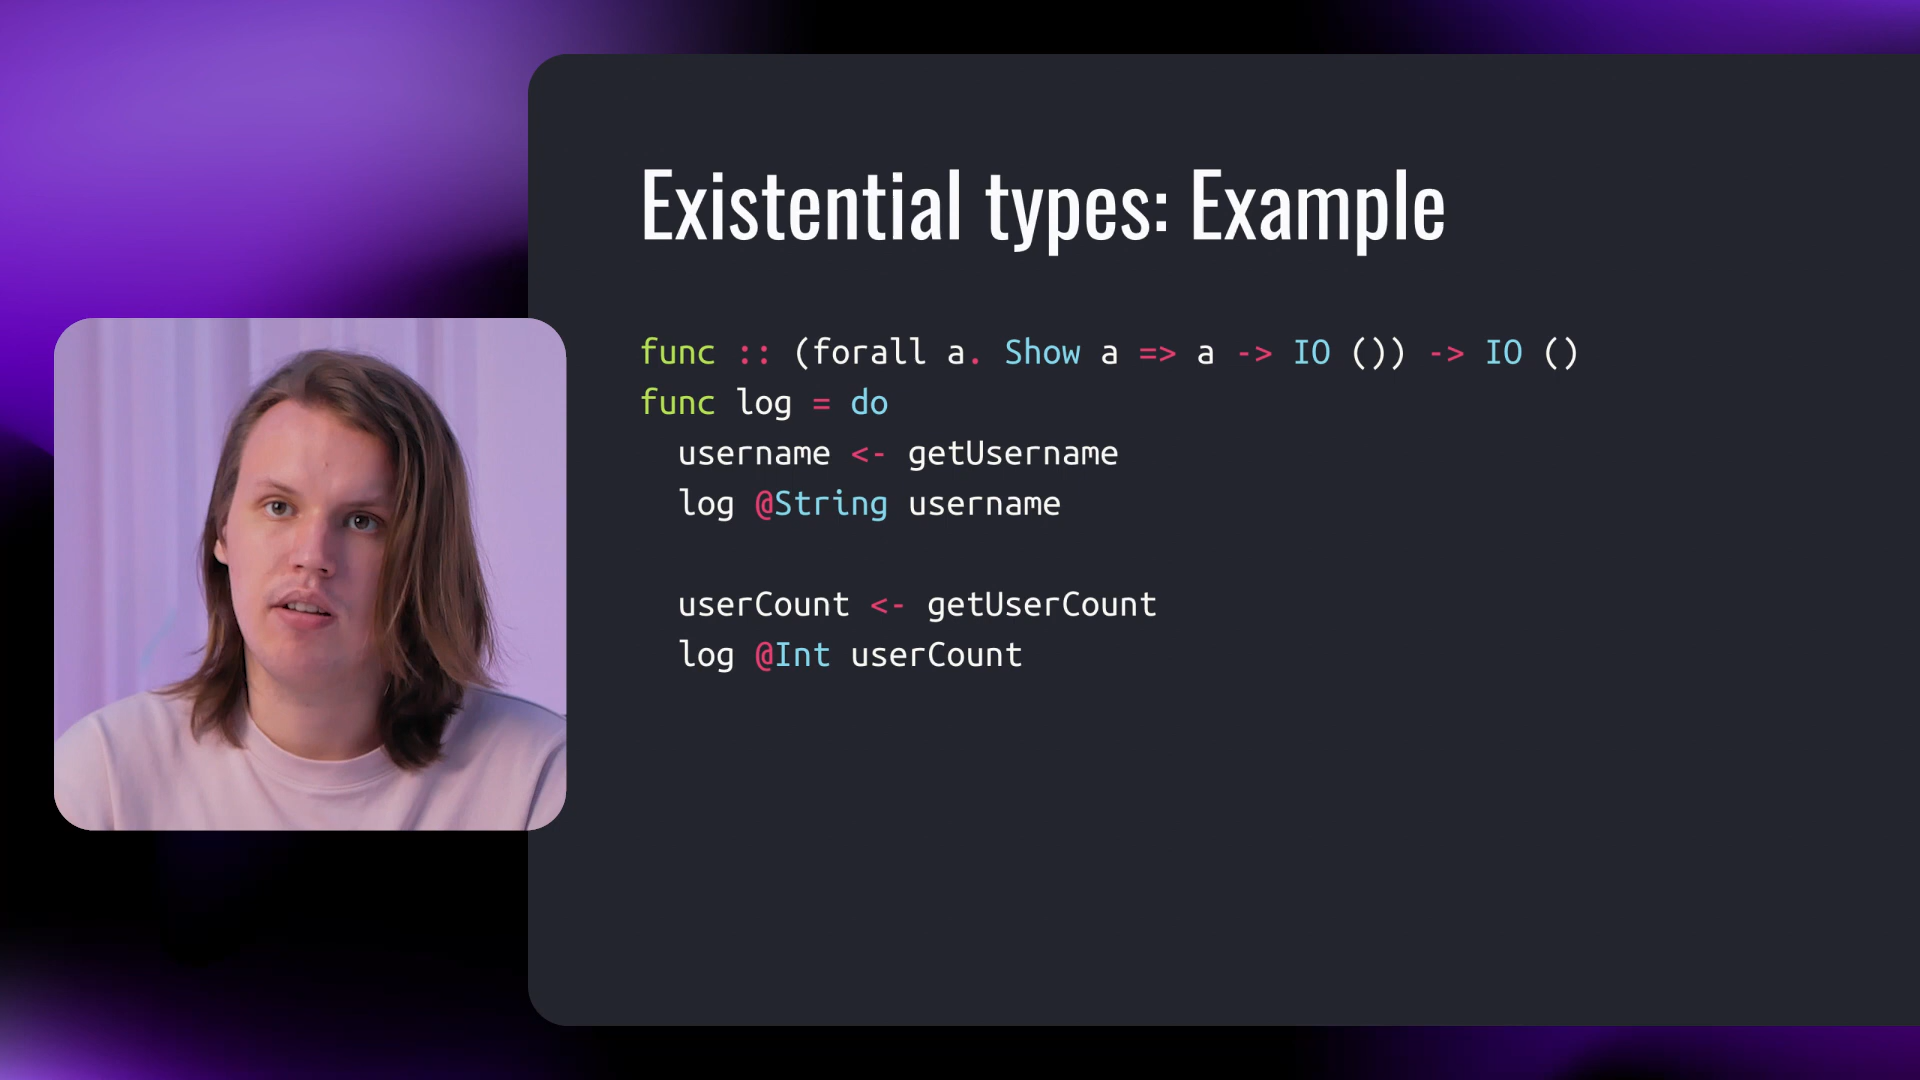 Existential types: Example
func :: (forall a. Show a => a -> IO ()) -> IO ()
func log = do
username <- getUsername
log @String username
userCount <- getUserCount
log @Int userCount